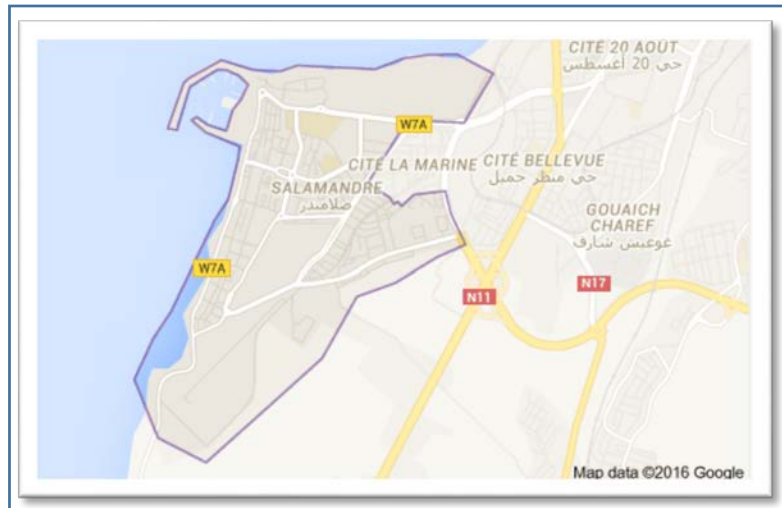 CITÉ 20 AOÛT
حي 20 أغسطس
W7A
CITÉ LA MARINE
CITÉ BELLEVUE
حي منظر جميل
SALAMANDRE
صلامندر
GOUAICH
CHAREF
غوعيش شارف
W7A
N11
N17
Map data ©2016 Google